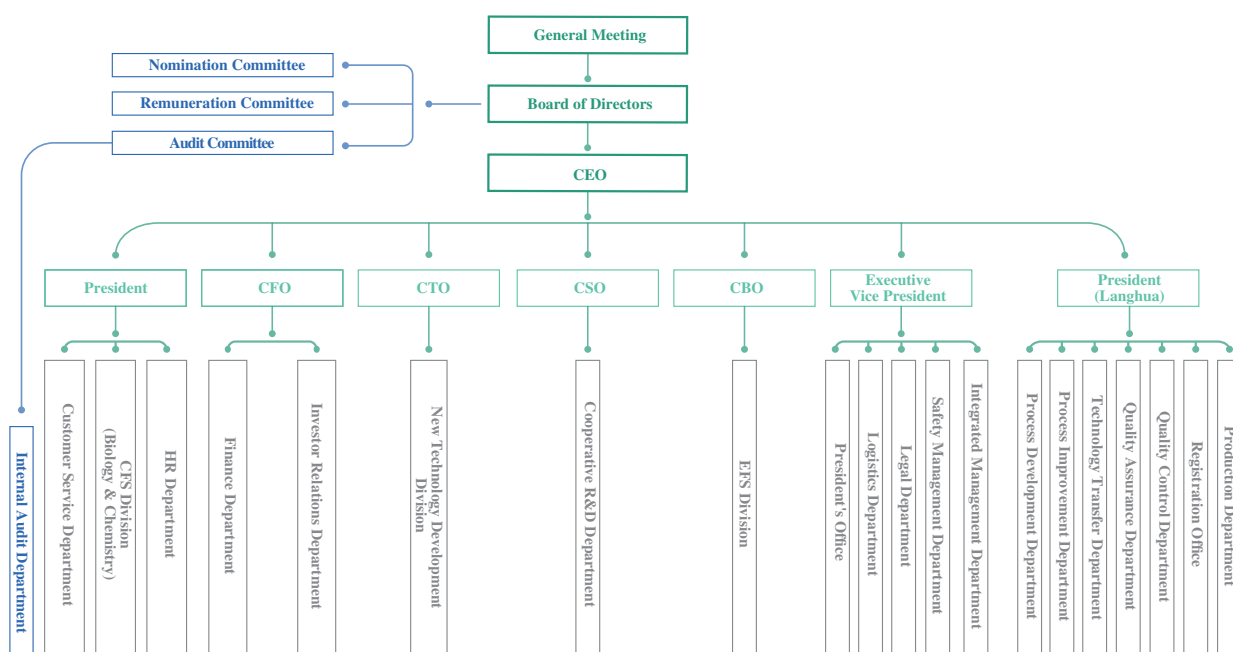 General Meeting
Nomination Committee
Remuneration Committee
Board of Directors
Audit Committee
CEO
President
CFO
CTO
CSO
CBO
Executive
Vice President
President
(Langhua)
Internal Audit Department
Customer Service Department
CFS Division
(Biology & Chemistry)
HR Department
Finance Department
Investor Relations Department
New Technology Development
Division
Cooperative R&D Department
EFS Division
President's Office
Logistics Department
Legal Department
Safety Management Department
Integrated Management Department
Process Development Department
Process Improvement Department
Technology Transfer Department
Quality Assurance Department
Quality Control Department
Registration Office
Production Department